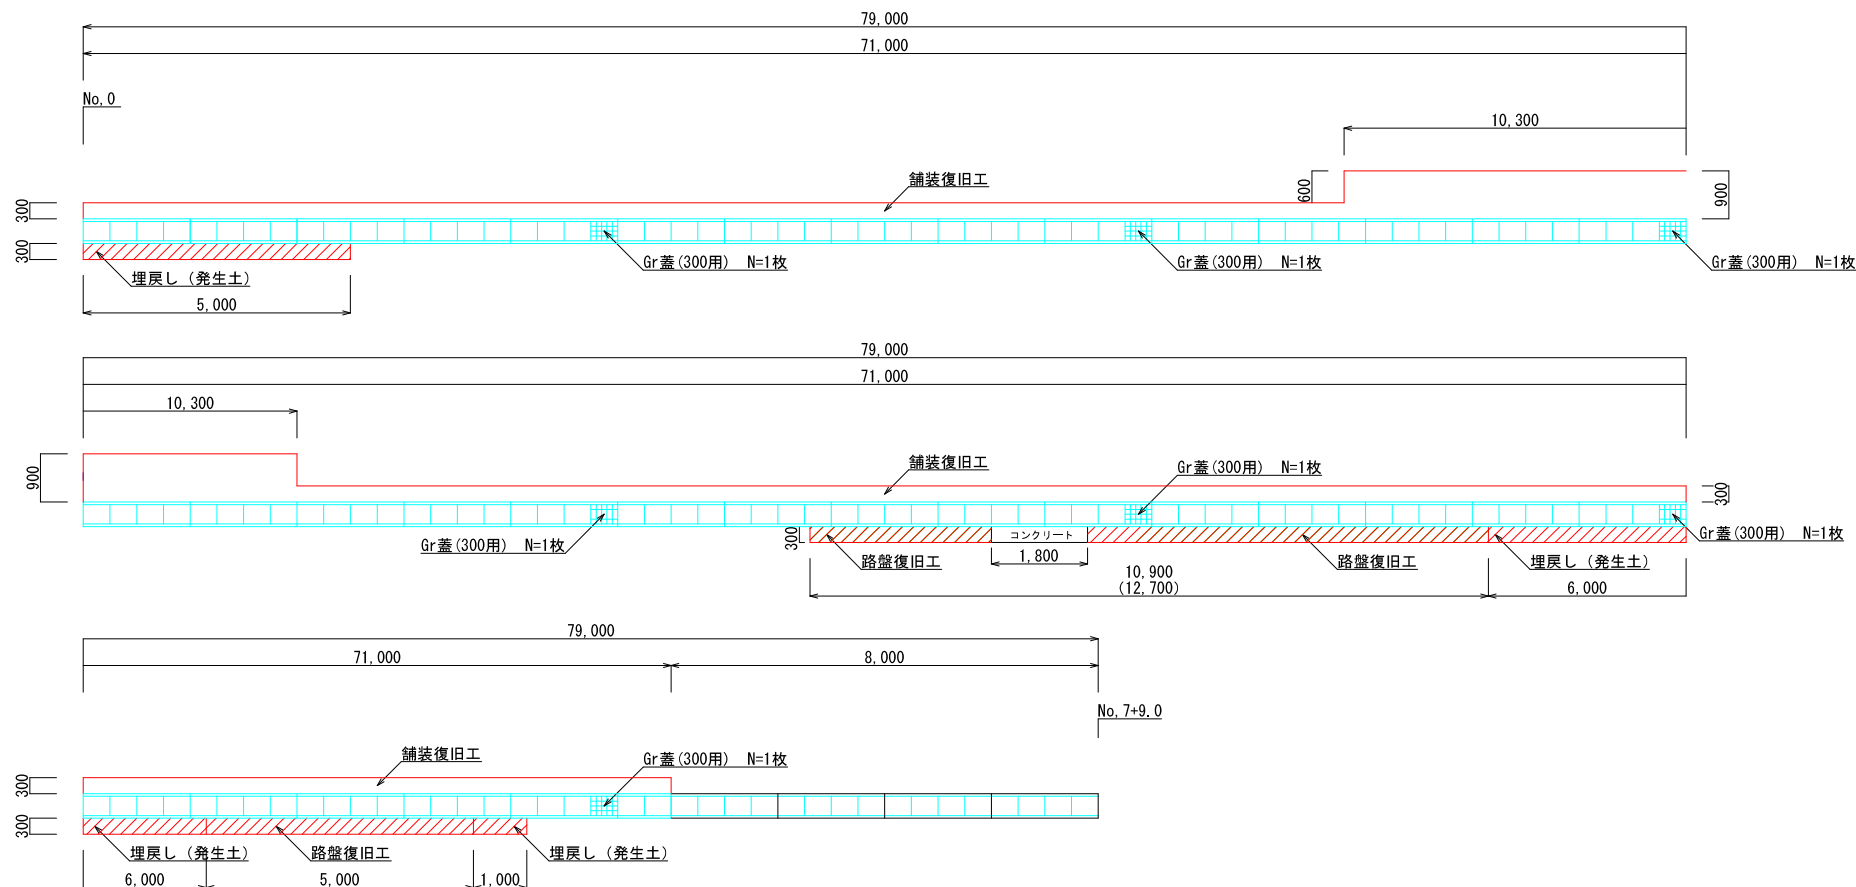 79,000
71,000
No,0
10,300
600
900
舗装復旧工
300
300
Gr蓋(300用) N=1枚
Gr蓋(300用) N=1枚
Gr蓋(300用) N=1枚
埋戻し（発生土）
5,000
79,000
71,000
10,300
900
舗装復旧工
Gr蓋(300用) N=1枚
300
Gr蓋(300用) N=1枚
300
コンクリート
Gr蓋(300用) N=1枚
路盤復旧工
1,800
路盤復旧工
埋戻し（発生土）
10,900
(12,700)
6,000
79,000
71,000
8,000
No,7+9.0
舗装復旧工
Gr蓋(300用) N=1枚
300
300
埋戻し（発生土）
路盤復旧工
埋戻し（発生土）
6,000
5,000
1,000